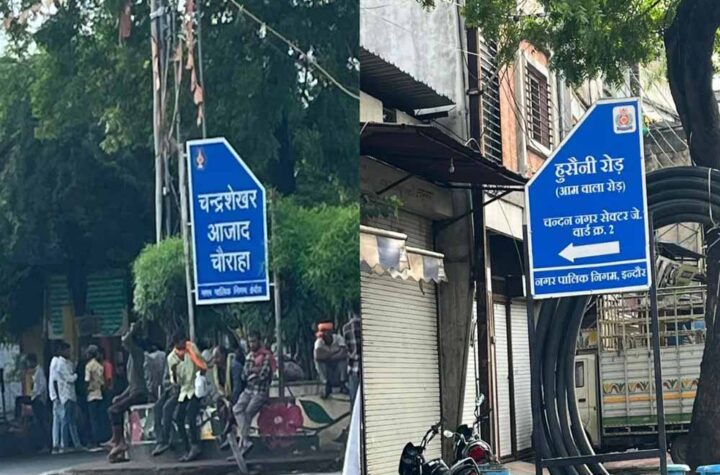 चन्द्रशेखर
आजाद
चौराहा
नगर पालिक निगम इंदौर
हुसैनी रोड़
(आम वाला रोड़)
चन्दन नगर सेक्टर जे.
वार्ड क्र. 2
नगर पालिक निगम, इन्दौर